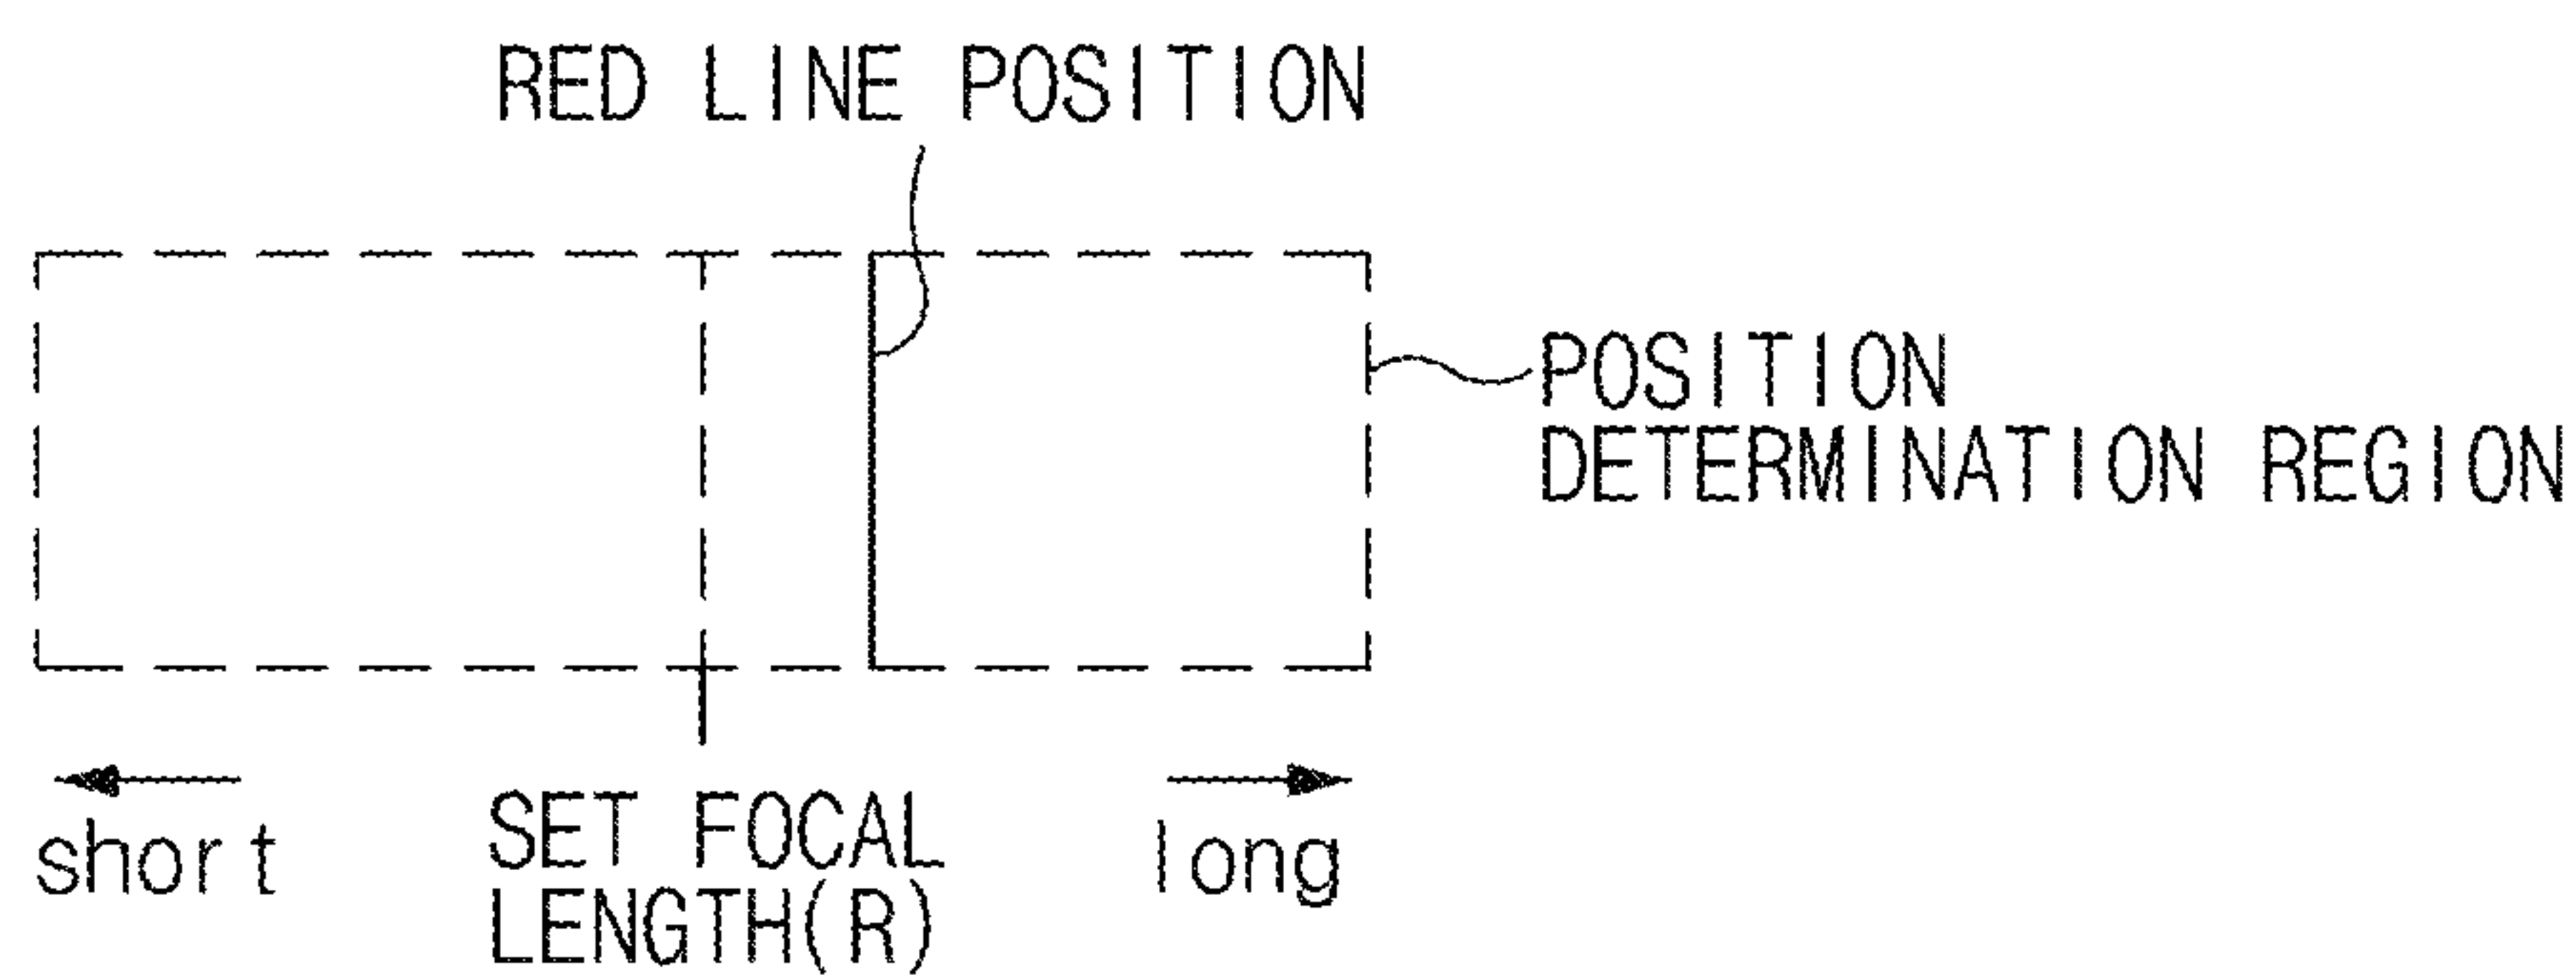 RED LINE POSITION
POSITION
DETERMINATION REGION
short
SET FOCAL
LENGTH(R)
long